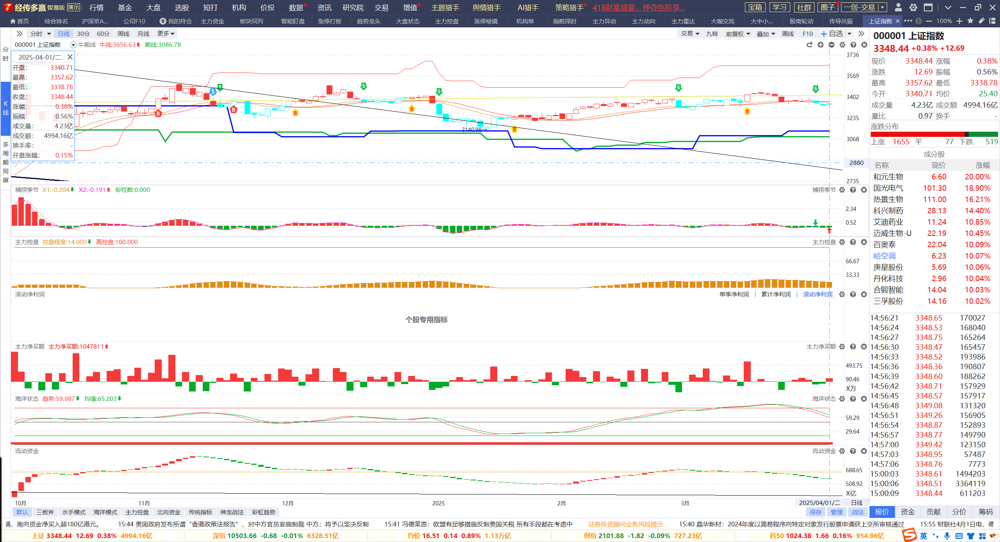 经传多赢 智尊版 演示 行情 基金 大盘 选股 短打 机构 价投 数据 资讯 研究院 交易 增值 主题猎手 舆情猎手 AI猎手 策略猎手 418财富盛宴，神奇色阶享... 宝箱 学习 社群 圈子 一创-交易
首页 综合排名 沪深京A... 公司F10 我的持仓 主力资金 板块同列 智能盯盘 涨停打板 趋势龙头 大盘状态 主力控盘 涨停棱镜 机构单 指数择时 主力异动 主力动向 主力雷达 大咖交流 大中小... 股商轮动 传导共振 上证指数 100%
分时 日线 30分 60分 周线 月线 更多 交易 九转 前复权 叠加 画线 F10 自选
000001 上证指数 牛熊线 牛线:3656.63 熊线:3086.78
分时
K线
多周期同屏
2025-04-01/二
开盘: 3340.71
最高: 3357.62
最低: 3338.78
收盘: 3348.44
涨幅: 0.38%
振幅: 0.56%
成交量: 4.23亿
成交额: 4994.16亿
换手率: -
开盘涨幅: 0.15%
3674.41
3140.98
3736
3569
3402
3235
3068
2880
2735
捕捞季节 X1:-0.204 X2:-0.191 彩柱数:0.000 捕捞季节
2.34
0.52
主力控盘 控盘程度:14.000 高控盘:100.000 主力控盘
66.67
33.33
滚动净利润 单季净利润 累计净利润 滚动净利润
个股专用指标
主力净买额 主力净买额:1047811 主力净买额
493.75
90.46
X万
海洋状态 趋势:59.987 均值:65.203 海洋状态
59.29
29.64
流动资金 流动资金
688.65
508.92
X亿
10月 11月 12月 2025 2月 3月 2025/04/01/二 日线
默认 三板斧 水手模式 海洋模式 主力控盘 北向资金 传统指标 神龙战法 彩虹趋势 保存 管理 战法
000001 上证指数
3348.44 +0.38% +12.69
现价 3348.44 涨幅 0.38%
涨跌 12.69 振幅 0.56%
最高 3357.62 最低 3338.78
今开 3340.71 均价 25.40
成交量 4.23亿 成交额 4994.16亿
量比 0.97 换手 -
涨跌分布
上涨 1655 平 77 下跌 519
成分股
名称 现价 涨幅
和元生物 6.60 20.00%
国光电气 101.30 18.90%
热景生物 111.00 16.21%
科兴制药 28.13 14.40%
艾迪药业 11.24 10.85%
迈威生物-U 22.19 10.45%
百奥泰 22.04 10.09%
哈空调 6.23 10.07%
庚星股份 5.69 10.06%
丹化科技 2.96 10.04%
合锻智能 14.04 10.03%
三孚股份 14.16 10.02%
14:56:21 3348.65 170027
14:56:24 3348.53 168040
14:56:27 3348.75 165264
14:56:30 3348.47 165457
14:56:33 3348.52 193986
14:56:36 3348.36 190807
14:56:39 3348.60 188262
14:56:42 3348.71 157929
14:56:45 3348.57 157917
14:56:48 3349.08 131320
14:56:51 3349.26 156905
14:56:54 3348.87 152893
14:56:57 3348.77 149790
14:57:00 3349.42 123150
14:57:03 3348.95 57487
14:57:06 3348.76 7773
15:00:03 3348.61 1494203
15:00:06 3348.51 3364119
15:00:09 3348.44 611203
报价 资金 贡献 分价 筹码
高，南向资金净买入超180亿港元。 15:44 美国政府发布所谓“香港政策法报告”、对中方官员妄施制裁 中方：将予以坚决反制 15:41 冯德莱恩：欧盟有足够措施反制美国关税 所有手段都在考虑中 证券投资顾问业务风险提示 15:40 晶华新材：2024年度以简易程序向特定对象发行股票申请获上交所审核通过 15:55 财联社4月1日电，德
上证 3348.44 12.69 0.38% 4994.16亿 深指 10503.66 -0.68 -0.01% 6328.51亿 均价 16.51 0.14 0.89% 1.13万亿 创指 2101.88 -1.82 -0.09% 727.23亿 科50 1024.38 1.66 0.16% 954.96亿 英